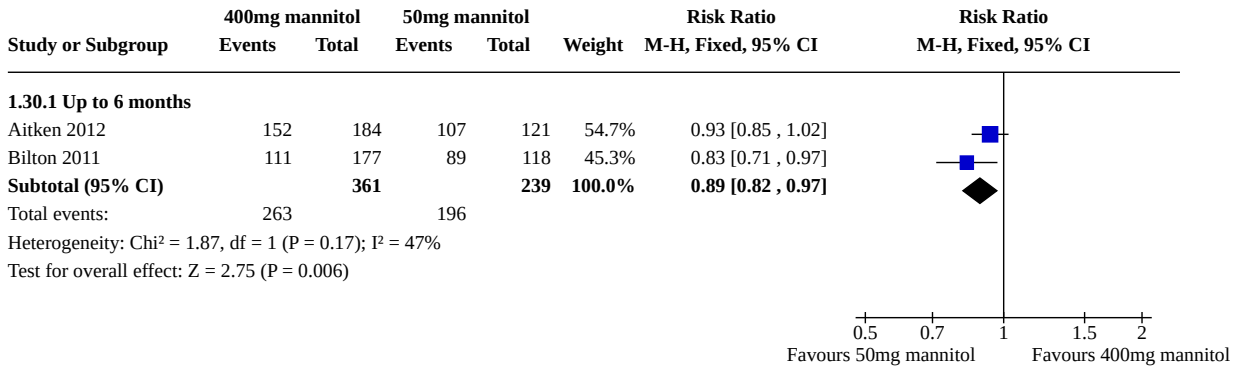 400mg mannitol 50mg mannitol Risk Ratio Risk Ratio
Study or Subgroup Events Total Events Total Weight M-H, Fixed, 95% CI M-H, Fixed, 95% CI
1.30.1 Up to 6 months
Aitken 2012 152 184 107 121 54.7% 0.93 [0.85 , 1.02]
Bilton 2011 111 177 89 118 45.3% 0.83 [0.71 , 0.97]
Subtotal (95% CI) 361 239 100.0% 0.89 [0.82 , 0.97]
Total events: 263 196
Heterogeneity: Chi² = 1.87, df = 1 (P = 0.17); I² = 47%
Test for overall effect: Z = 2.75 (P = 0.006)
0.5 0.7 1 1.5 2
Favours 50mg mannitol Favours 400mg mannitol